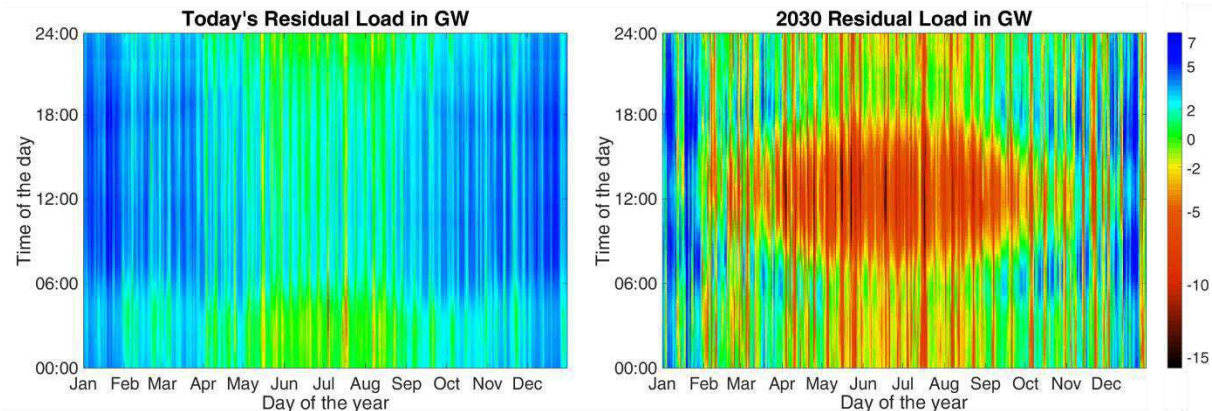 Today's Residual Load in GW
24:00
18:00
12:00
06:00
00:00
Time of the day
Jan Feb Mar Apr May Jun Jul Aug Sep Oct Nov Dec
Day of the year
2030 Residual Load in GW
24:00
18:00
12:00
06:00
00:00
Time of the day
Jan Feb Mar Apr May Jun Jul Aug Sep Oct Nov Dec
Day of the year
7
5
2
0
-2
-5
-10
-15